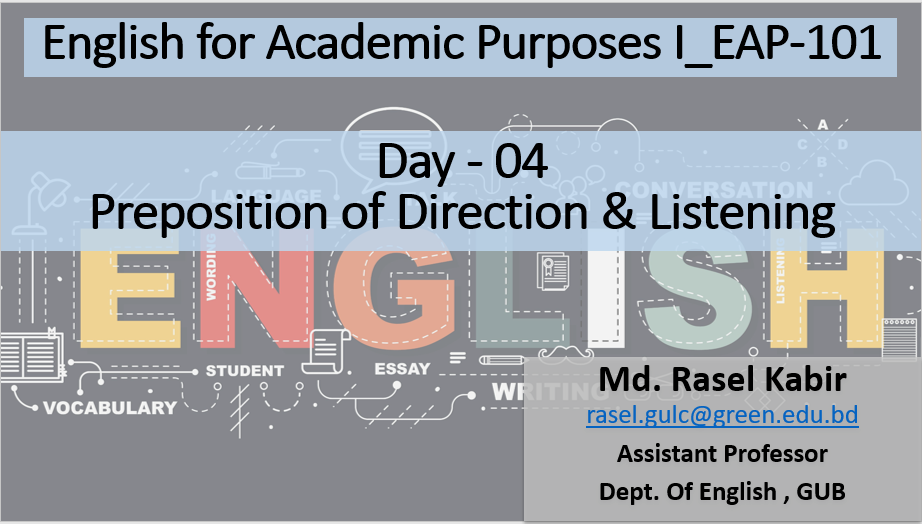 English for Academic Purposes I_EAP-101
Day - 04
Preposition of Direction & Listening
LANGUAGE
CONVERSATION
A
C D
B
ENGLISH
WORDING
LISTENING
STUDENT
ESSAY
VOCABULARY
WRITING
Md. Rasel Kabir
rasel.gulc@green.edu.bd
Assistant Professor
Dept. Of English , GUB